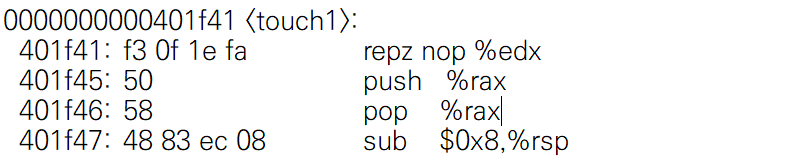 0000000000401f41 <touch1>:
401f41: f3 0f 1e fa repz nop %edx
401f45: 50 push %rax
401f46: 58 pop %rax
401f47: 48 83 ec 08 sub $0x8,%rsp